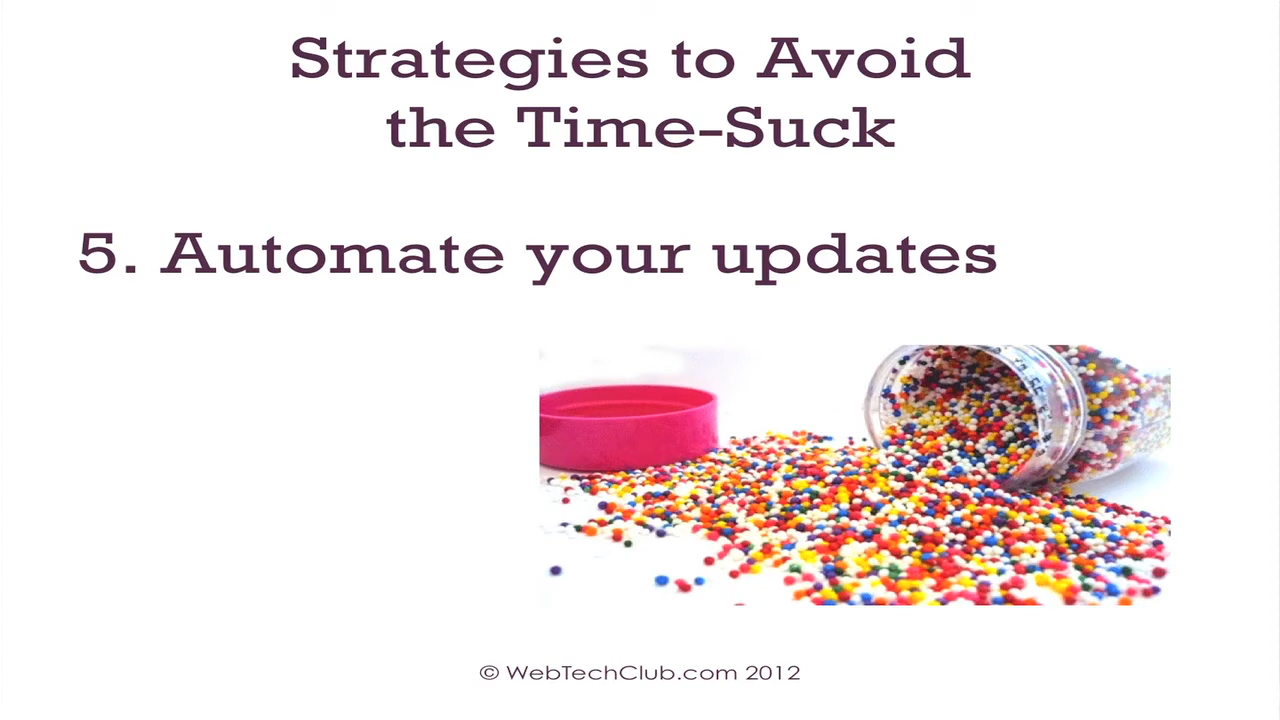 Strategies to Avoid
the Time-Suck
5. Automate your updates
© WebTechClub.com 2012